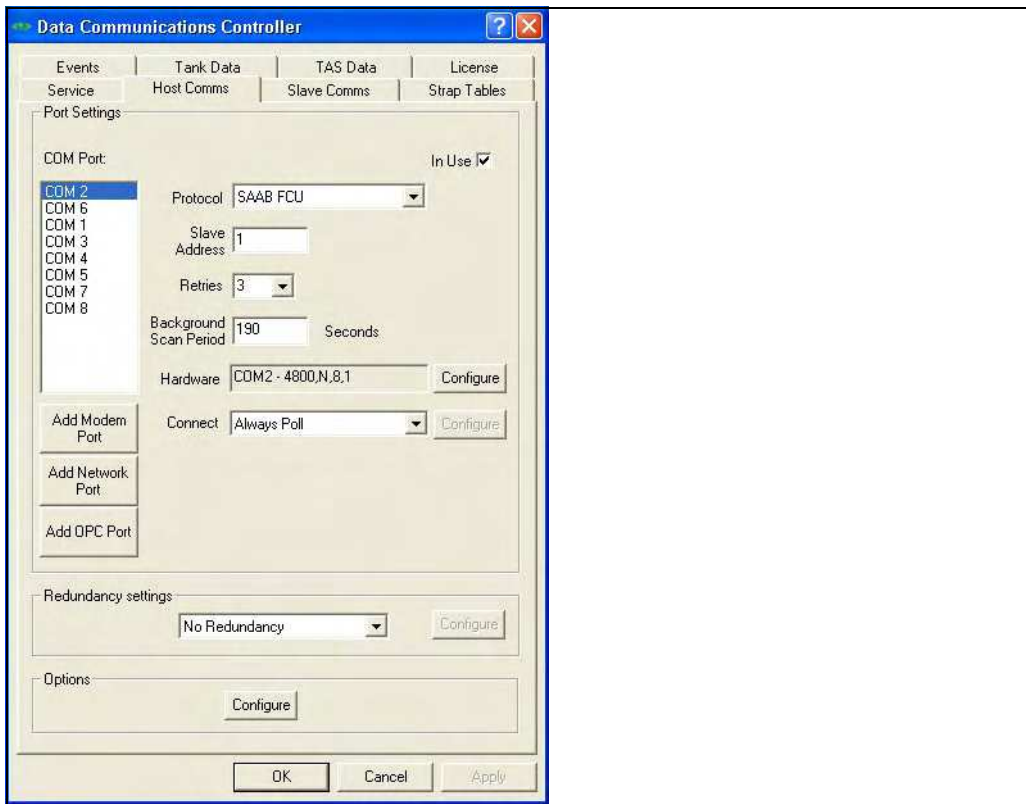 Data Communications Controller
Events Tank Data TAS Data License
Service Host Comms Slave Comms Strap Tables
Port Settings
COM Port:
In Use
COM 2
COM 6
COM 1
COM 3
COM 4
COM 5
COM 7
COM 8
Protocol SAAB FCU
Slave
Address 1
Retries 3
Background
Scan Period 190 Seconds
Hardware COM2 - 4800,N,8,1 Configure
Connect Always Poll Configure
Add Modem
Port
Add Network
Port
Add OPC Port
Redundancy settings
No Redundancy Configure
Options
Configure
OK Cancel Apply